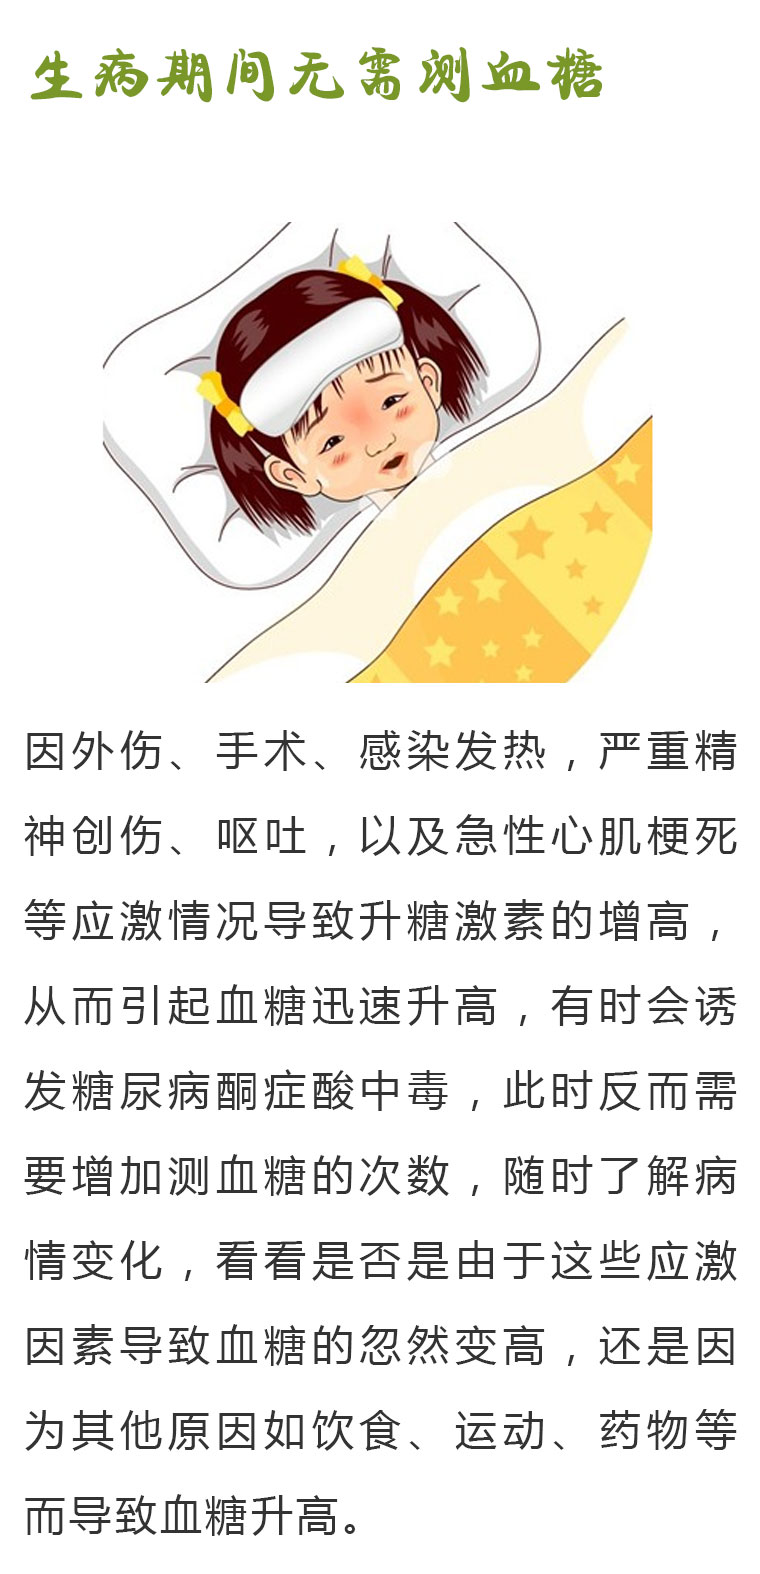 生病期间无需测血糖
因外伤、手术、感染发热，严重精
神创伤、呕吐，以及急性心肌梗死
等应激情况导致升糖激素的增高，
从而引起血糖迅速升高，有时会诱
发糖尿病酮症酸中毒，此时反而需
要增加测血糖的次数，随时了解病
情变化，看看是否是由于这些应激
因素导致血糖的忽然变高，还是因
为其他原因如饮食、运动、药物等
而导致血糖升高。